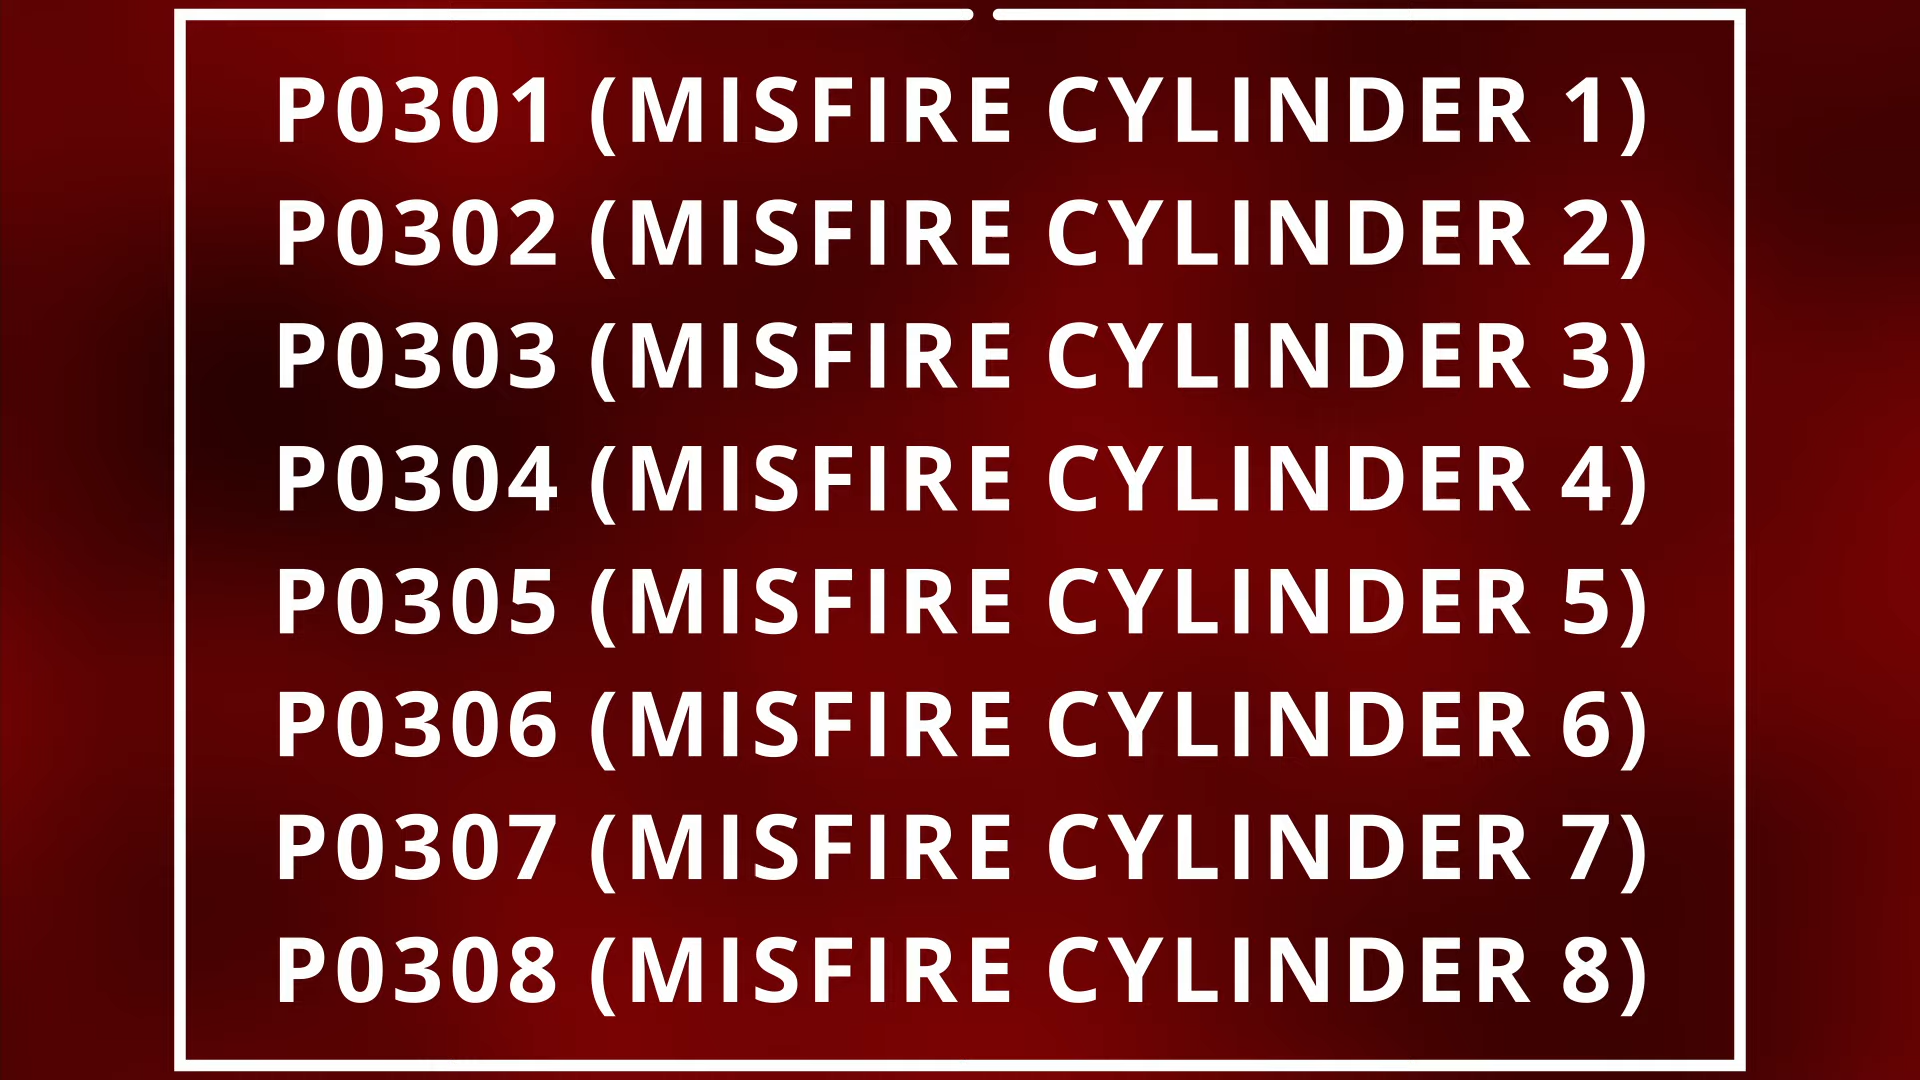 P0301 (MISFIRE CYLINDER 1)
P0302 (MISFIRE CYLINDER 2)
P0303 (MISFIRE CYLINDER 3)
P0304 (MISFIRE CYLINDER 4)
P0305 (MISFIRE CYLINDER 5)
P0306 (MISFIRE CYLINDER 6)
P0307 (MISFIRE CYLINDER 7)
P0308 (MISFIRE CYLINDER 8)